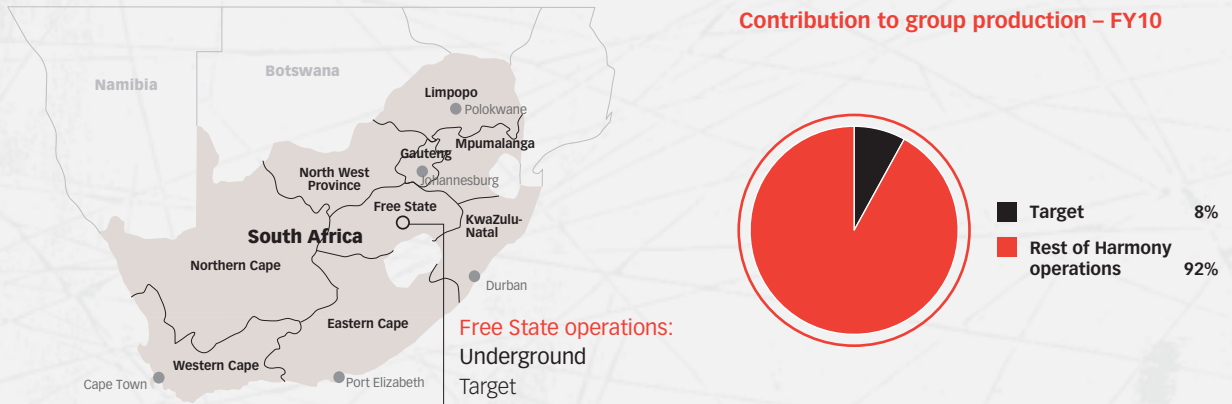 Contribution to group production – FY10
Namibia
Botswana
Limpopo
Polokwane
Mpumalanga
Gauteng
Johannesburg
North West
Province
Free State
KwaZulu-
Natal
South Africa
Northern Cape
Durban
Eastern Cape
Western Cape
Cape Town
Port Elizabeth
Free State operations:
Underground
Target
Target 8%
Rest of Harmony
operations 92%